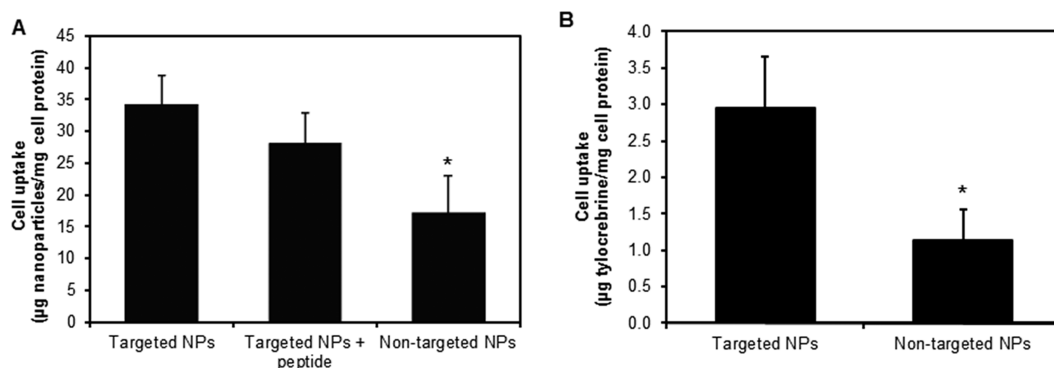 A
Cell uptake
(µg nanoparticles/mg cell protein)
45
40
35
30
25
20
15
10
5
0
*
Targeted NPs
Targeted NPs +
peptide
Non-targeted NPs
B
Cell uptake
(µg tylocrebrine/mg cell protein)
4.0
3.5
3.0
2.5
2.0
1.5
1.0
0.5
0.0
*
Targeted NPs
Non-targeted NPs